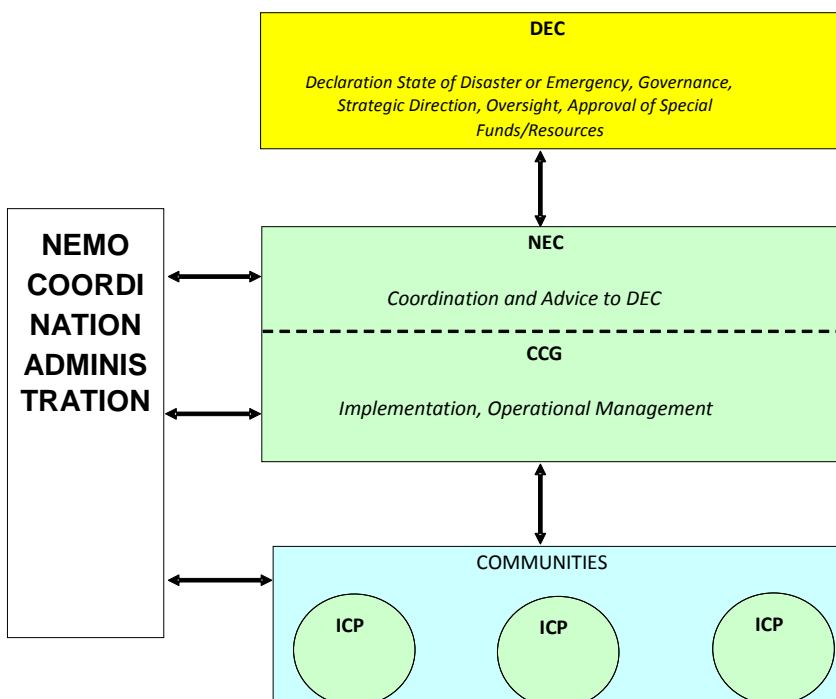 DEC
Declaration State of Disaster or Emergency, Governance,
Strategic Direction, Oversight, Approval of Special
Funds/Resources
NEMO
COORDI
NATION
ADMINIS
TRATION
NEC
Coordination and Advice to DEC
CCG
Implementation, Operational Management
COMMUNITIES
ICP
ICP
ICP